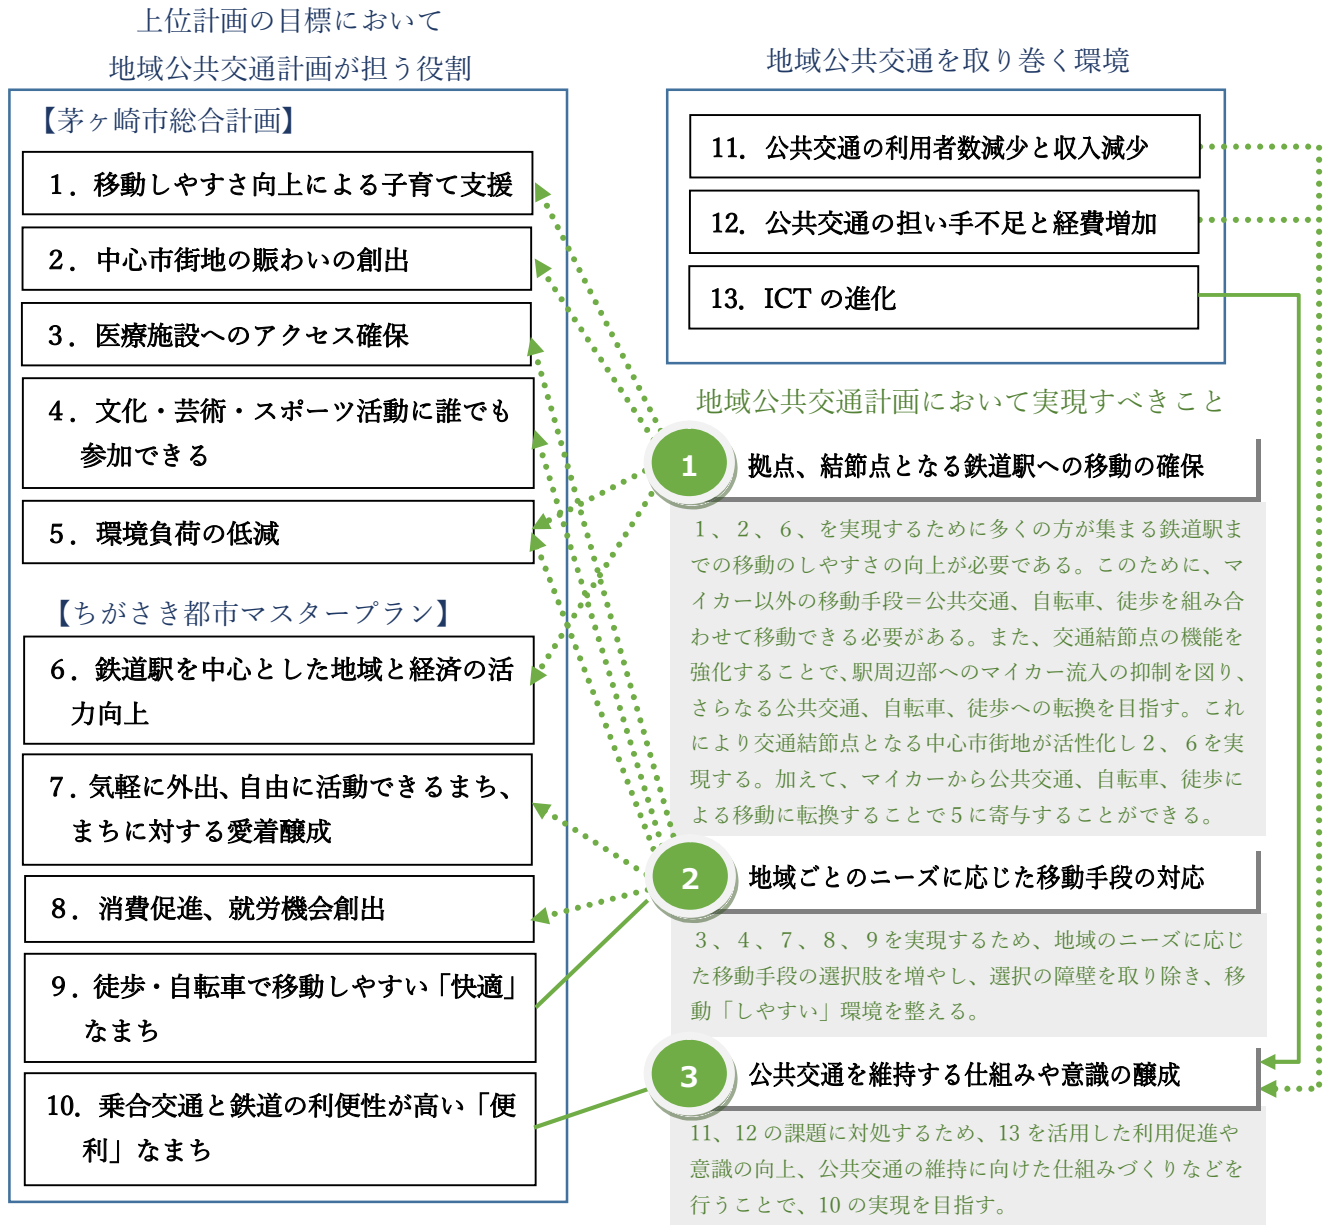 上位計画の目標において
地域公共交通計画が担う役割
【茅ヶ崎市総合計画】
１．移動しやすさ向上による子育て支援
２．中心市街地の賑わいの創出
３．医療施設へのアクセス確保
４．文化・芸術・スポーツ活動に誰でも
参加できる
５．環境負荷の低減
【ちがさき都市マスタープラン】
６．鉄道駅を中心とした地域と経済の活
力向上
７．気軽に外出、自由に活動できるまち、
まちに対する愛着醸成
８．消費促進、就労機会創出
９．徒歩・自転車で移動しやすい「快適」
なまち
10．乗合交通と鉄道の利便性が高い「便
利」なまち
地域公共交通を取り巻く環境
11．公共交通の利用者数減少と収入減少
12．公共交通の担い手不足と経費増加
13．ICT の進化
地域公共交通計画において実現すべきこと
1 拠点、結節点となる鉄道駅への移動の確保
１、２、６、を実現するために多くの方が集まる鉄道駅ま
での移動のしやすさの向上が必要である。このために、マ
イカー以外の移動手段＝公共交通、自転車、徒歩を組み合
わせて移動できる必要がある。また、交通結節点の機能を
強化することで、駅周辺部へのマイカー流入の抑制を図り、
さらなる公共交通、自転車、徒歩への転換を目指す。これ
により交通結節点となる中心市街地が活性化し２、６を実
現する。加えて、マイカーから公共交通、自転車、徒歩に
よる移動に転換することで５に寄与することができる。
2 地域ごとのニーズに応じた移動手段の対応
３、４、７、８、９を実現するため、地域のニーズに応じ
た移動手段の選択肢を増やし、選択の障壁を取り除き、移
動「しやすい」環境を整える。
3 公共交通を維持する仕組みや意識の醸成
11、12 の課題に対処するため、13 を活用した利用促進や
意識の向上、公共交通の維持に向けた仕組みづくりなどを
行うことで、10 の実現を目指す。